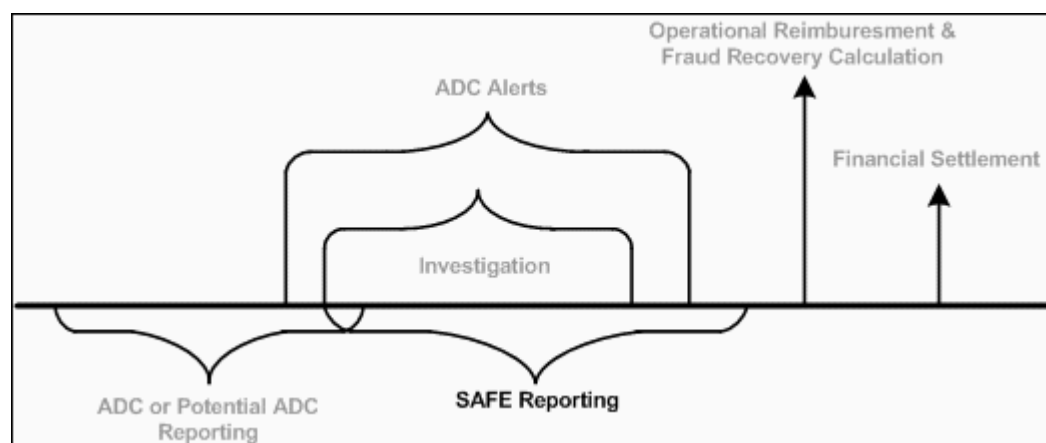 Operational Reimburesment &
Fraud Recovery Calculation
ADC Alerts
Financial Settlement
Investigation
SAFE Reporting
ADC or Potential ADC
Reporting